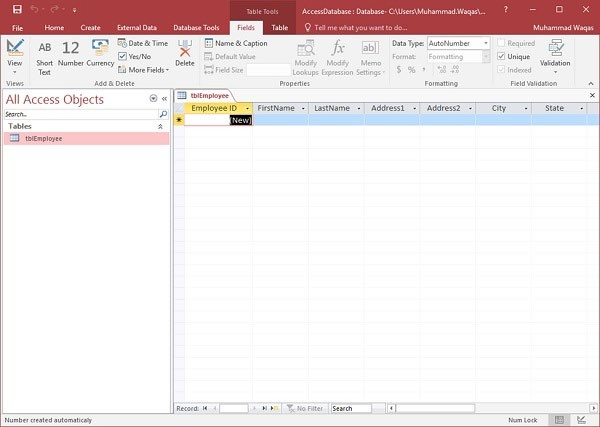 Table Tools
AccessDatabase : Database- C:\Users\Muhammad.Waqas\...
?
File
Home
Create
External Data
Database Tools
Fields
Table
Tell me what you want to do...
Muhammad Waqas
View
Views
AB
Short Text
12
Number
Currency
Date & Time
Yes/No
More Fields
Delete
Add & Delete
Name & Caption
Default Value
Field Size
Modify Lookups
fx
Modify Expression
ab
Memo Settings
Properties
Data Type: AutoNumber
Format: Formatting
$ % ,
Formatting
Required
Unique
Indexed
Validation
Field Validation
All Access Objects
Search...
Tables
tblEmployee
tblEmployee
Employee ID FirstName LastName Address1 Address2 City State
(New)
Record:
No Filter
Search
Number created automaticaly
Num Lock